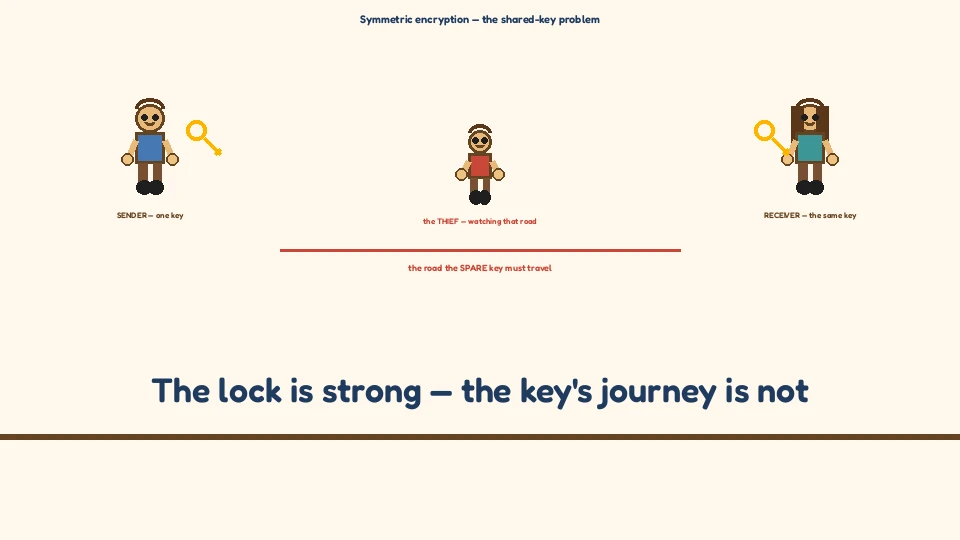 Symmetric encryption — the shared-key problem
SENDER — one key
the THIEF — watching that road
RECEIVER — the same key
the road the SPARE key must travel
The lock is strong — the key's journey is not